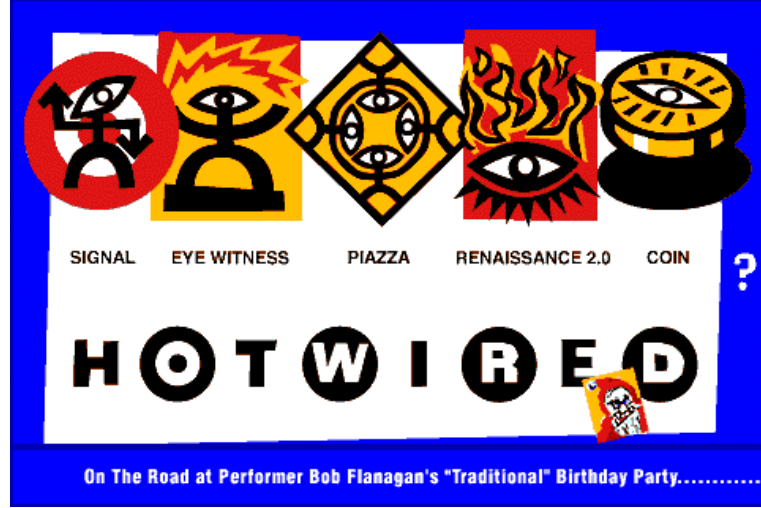 SIGNAL EYE WITNESS PIAZZA RENAISSANCE 2.0 COIN
?
HOTWIRED
On The Road at Performer Bob Flanagan's "Traditional" Birthday Party.............